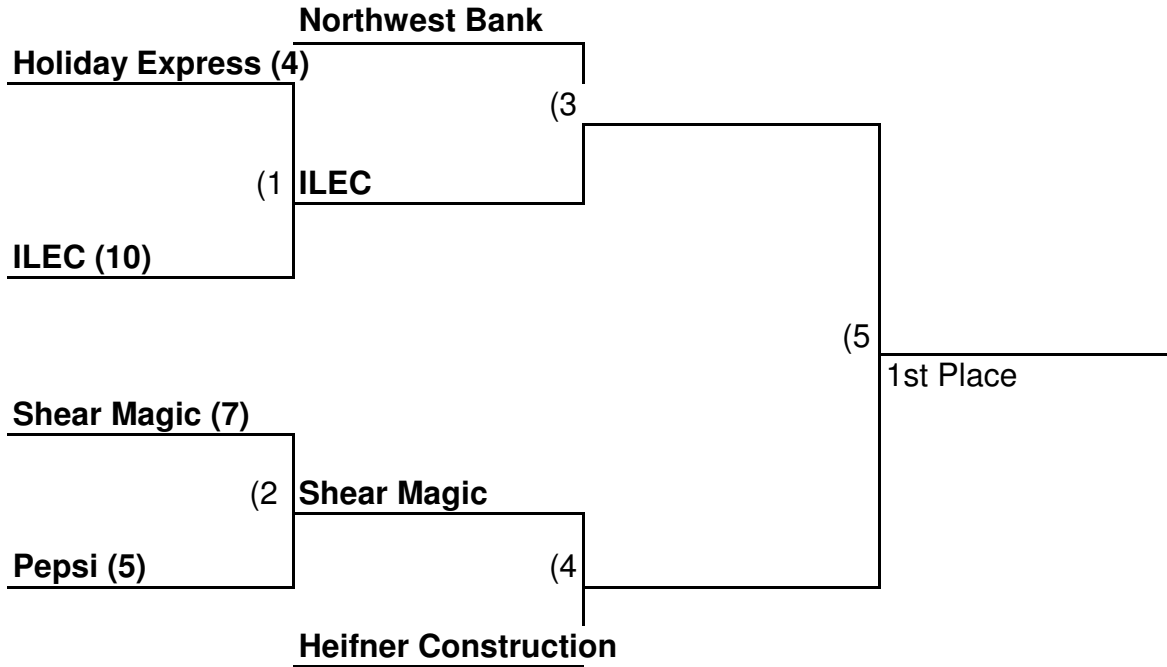 Northwest Bank
Holiday Express (4)
(3
(1
ILEC
ILEC (10)
(5
1st Place
Shear Magic (7)
(2
Shear Magic
Pepsi (5)
(4
Heifner Construction